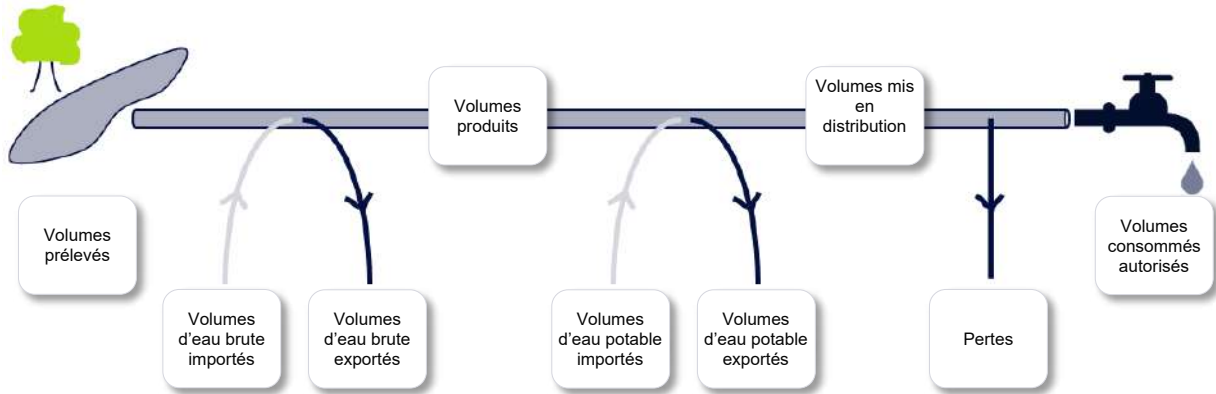 Volumes
produits
Volumes mis
en
distribution
Volumes
prélevés
Volumes
consommés
autorisés
Volumes
d'eau brute
importés
Volumes
d'eau brute
exportés
Volumes
d'eau potable
importés
Volumes
d'eau potable
exportés
Pertes